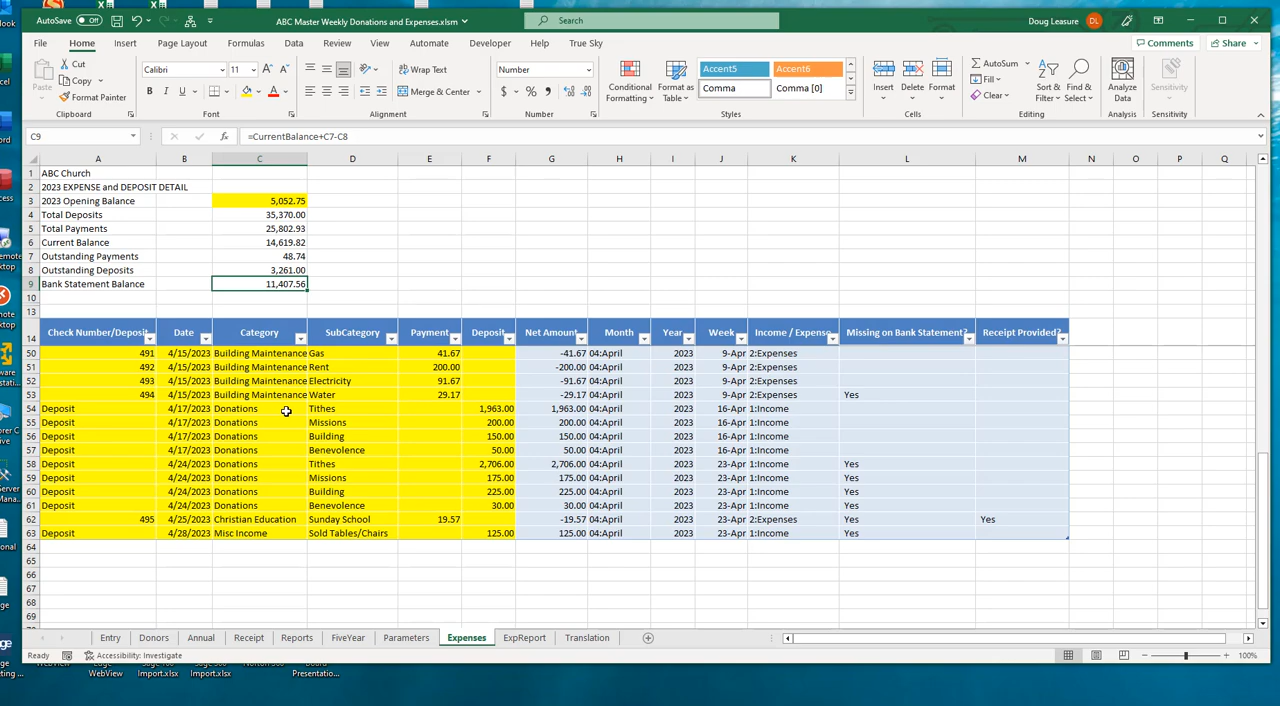 AutoSave Off ABC Master Weekly Donations and Expenses.xlsm Search Doug Leasure DL
File Home Insert Page Layout Formulas Data Review View Automate Developer Help True Sky Comments Share
Paste Cut Copy Format Painter Clipboard
Calibri 11 B I U A Font
Wrap Text Merge & Center Alignment
Number $ % Number
Conditional Formatting Format as Table Accent5 Accent6 Comma Comma [0] Styles
Insert Delete Format Cells
AutoSum Fill Clear Sort & Filter Find & Select Editing
Analyze Data Analysis Sensitivity Sensitivity
C9 fx =CurrentBalance+C7-C8
A B C D E F G H I J K L M N O P Q
1 ABC Church
2 2023 EXPENSE and DEPOSIT DETAIL
3 2023 Opening Balance 5,052.75
4 Total Deposits 35,370.00
5 Total Payments 25,802.93
6 Current Balance 14,619.82
7 Outstanding Payments 48.74
8 Outstanding Deposits 3,261.00
9 Bank Statement Balance 11,407.56
10
13
14 Check Number/Deposit Date Category SubCategory Payment Deposit Net Amount Month Year Week Income / Expense Missing on Bank Statement? Receipt Provided?
50 491 4/15/2023 Building Maintenance Gas 41.67 -41.67 04:April 2023 9-Apr 2:Expenses
51 492 4/15/2023 Building Maintenance Rent 200.00 -200.00 04:April 2023 9-Apr 2:Expenses
52 493 4/15/2023 Building Maintenance Electricity 91.67 -91.67 04:April 2023 9-Apr 2:Expenses
53 494 4/15/2023 Building Maintenance Water 29.17 -29.17 04:April 2023 9-Apr 2:Expenses Yes
54 Deposit 4/17/2023 Donations Tithes 1,963.00 1,963.00 04:April 2023 16-Apr 1:Income
55 Deposit 4/17/2023 Donations Missions 200.00 200.00 04:April 2023 16-Apr 1:Income
56 Deposit 4/17/2023 Donations Building 150.00 150.00 04:April 2023 16-Apr 1:Income
57 Deposit 4/17/2023 Donations Benevolence 50.00 50.00 04:April 2023 16-Apr 1:Income
58 Deposit 4/24/2023 Donations Tithes 2,706.00 2,706.00 04:April 2023 23-Apr 1:Income Yes
59 Deposit 4/24/2023 Donations Missions 175.00 175.00 04:April 2023 23-Apr 1:Income Yes
60 Deposit 4/24/2023 Donations Building 225.00 225.00 04:April 2023 23-Apr 1:Income Yes
61 Deposit 4/24/2023 Donations Benevolence 30.00 30.00 04:April 2023 23-Apr 1:Income Yes
62 495 4/25/2023 Christian Education Sunday School 19.57 -19.57 04:April 2023 23-Apr 2:Expenses Yes Yes
63 Deposit 4/28/2023 Misc Income Sold Tables/Chairs 125.00 125.00 04:April 2023 23-Apr 1:Income Yes
64
65
66
67
68
69
Entry Donors Annual Receipt Reports FiveYear Parameters Expenses ExpReport Translation
Ready Accessibility: Investigate 100%
WebView Import.xlsx Import.xlsx Presentatio...